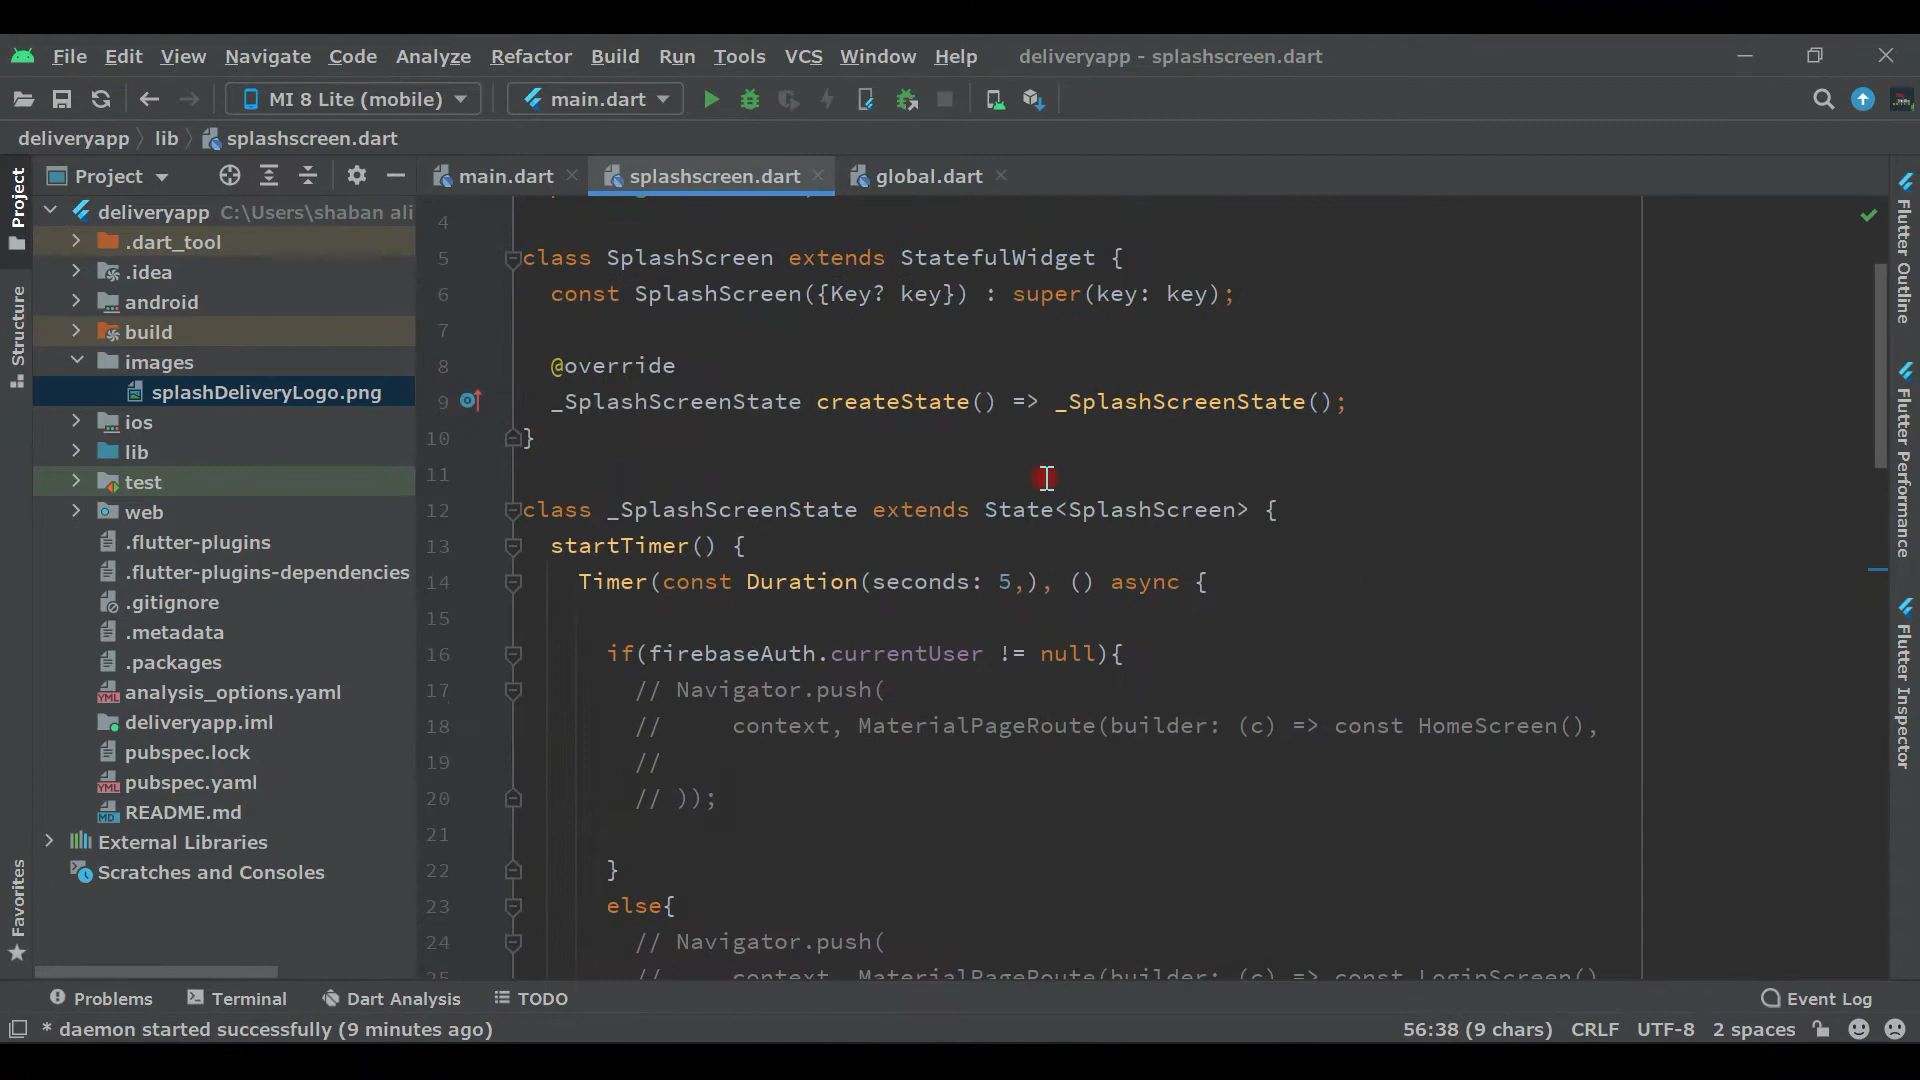 File Edit View Navigate Code Analyze Refactor Build Run Tools VCS Window Help deliveryapp - splashscreen.dart
MI 8 Lite (mobile) main.dart
deliveryapp lib splashscreen.dart
Project
main.dart
splashscreen.dart
global.dart
deliveryapp C:\Users\shaban ali
.dart_tool
.idea
android
build
images
splashDeliveryLogo.png
ios
lib
test
web
.flutter-plugins
.flutter-plugins-dependencies
.gitignore
.metadata
.packages
analysis_options.yaml
deliveryapp.iml
pubspec.lock
pubspec.yaml
README.md
External Libraries
Scratches and Consoles
Project
Structure
Favorites
4
5 class SplashScreen extends StatefulWidget {
6 const SplashScreen({Key? key}) : super(key: key);
7
8 @override
9 _SplashScreenState createState() => _SplashScreenState();
10 }
11
12 class _SplashScreenState extends State<SplashScreen> {
13 startTimer() {
14 Timer(const Duration(seconds: 5,), () async {
15
16 if(firebaseAuth.currentUser != null){
17 // Navigator.push(
18 // context, MaterialPageRoute(builder: (c) => const HomeScreen(),
19 //
20 // ));
21
22 }
23 else{
24 // Navigator.push(
25 // context, MaterialPageRoute(builder: (c) => const LoginScreen()
Flutter Outline
Flutter Performance
Flutter Inspector
Problems Terminal Dart Analysis TODO Event Log
* daemon started successfully (9 minutes ago) 56:38 (9 chars) CRLF UTF-8 2 spaces